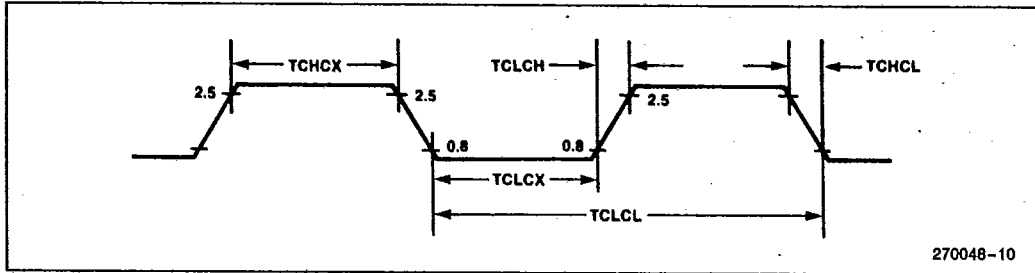 TCHCX
TCLCH
TCHCL
2.5
2.5
2.5
0.8
0.8
TCLCX
TCLCL
270048-10